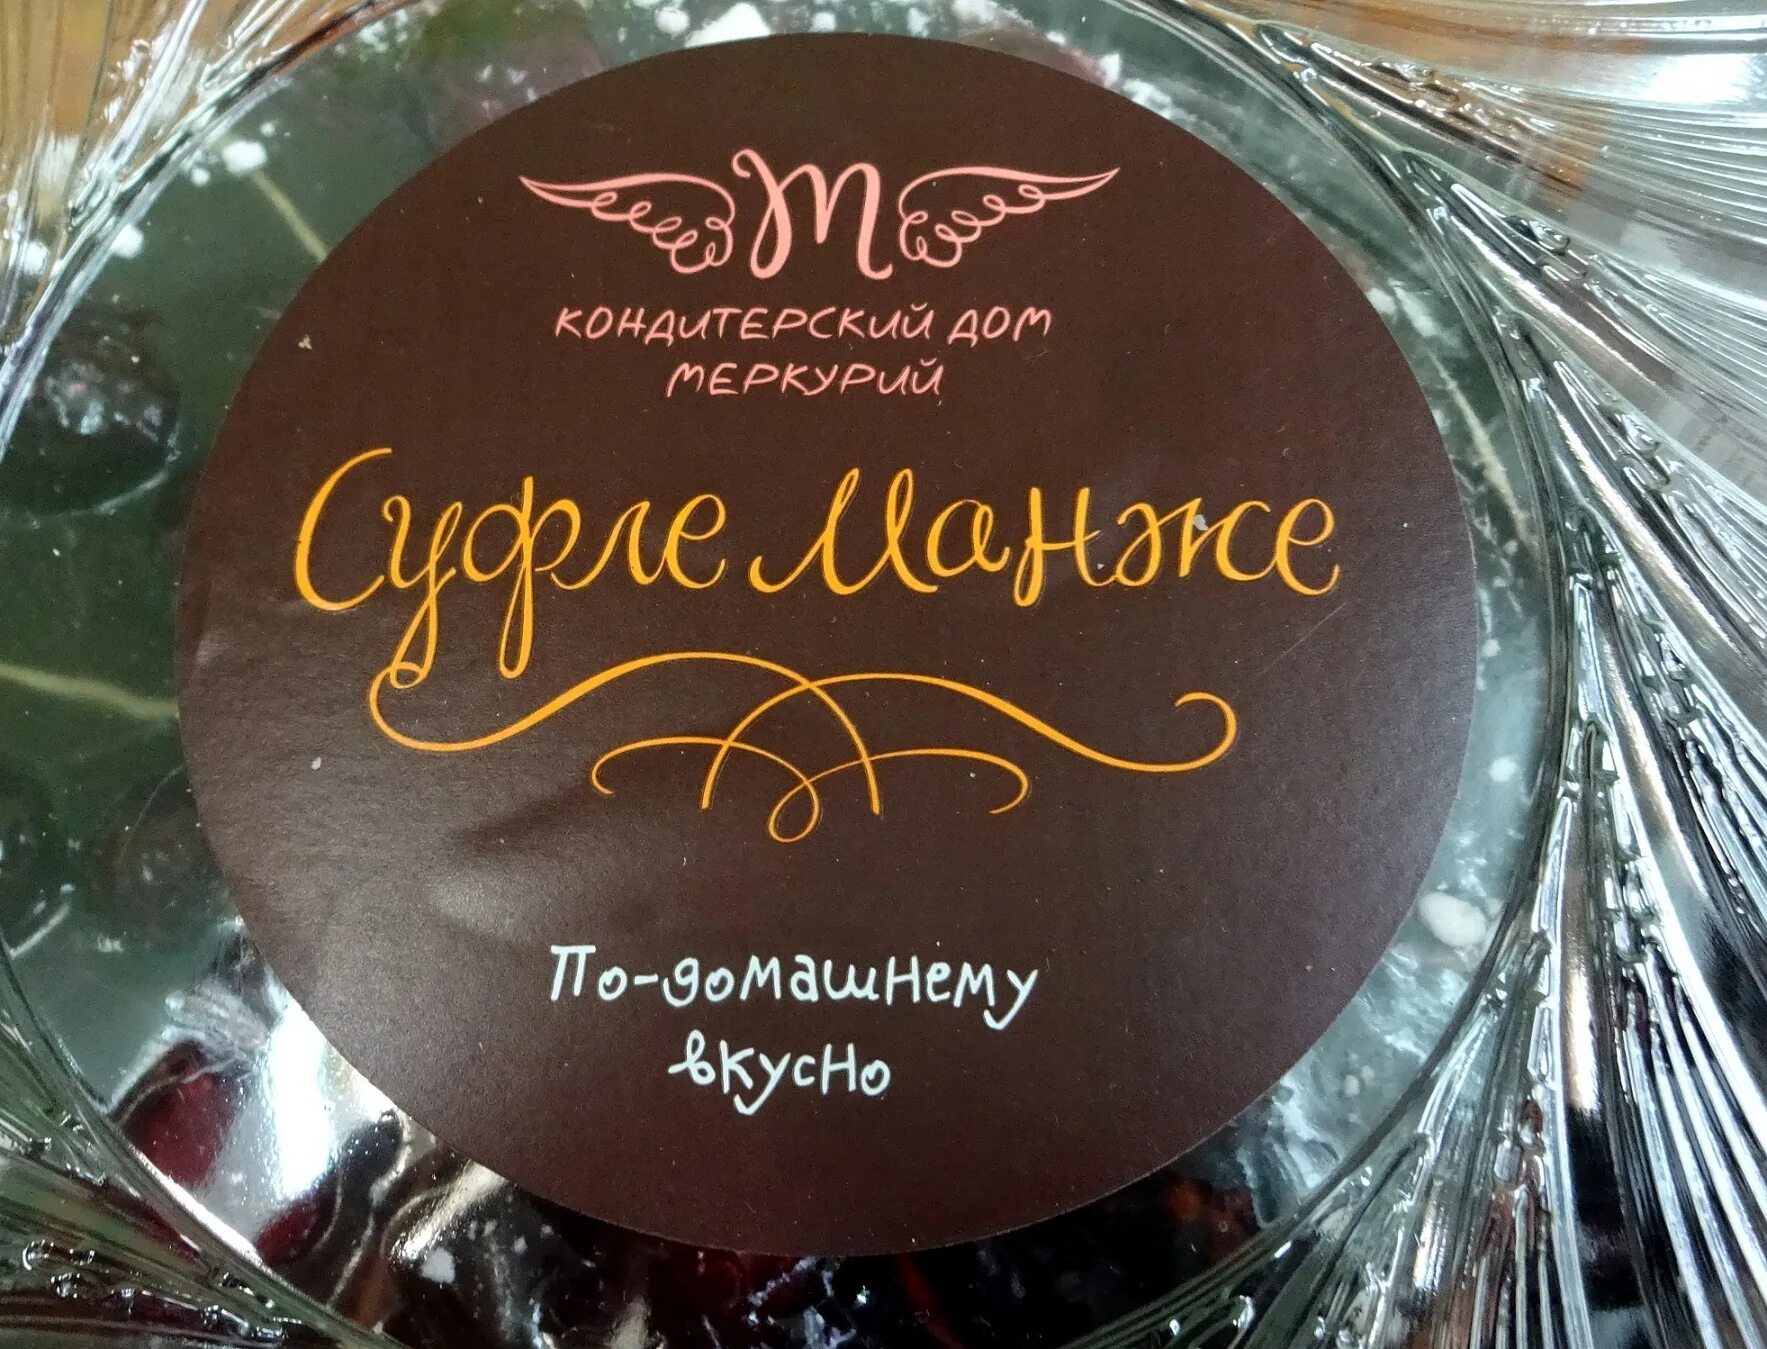 М
КОНДИТЕРСКИЙ ДОМ
МЕРКУРИЙ
Суфле Манже
По-домашнему
вкусно